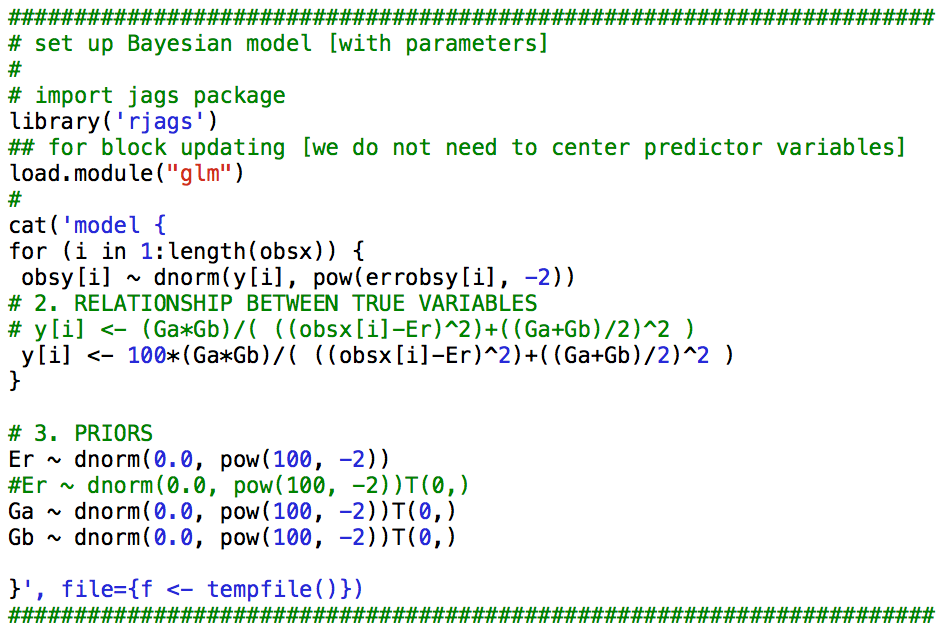 ######################################################################
# set up Bayesian model [with parameters]
#
# import jags package
library('rjags')
## for block updating [we do not need to center predictor variables]
load.module("glm")
#
cat('model {
for (i in 1:length(obsx)) {
 obsy[i] ~ dnorm(y[i], pow(errobsy[i], -2))
# 2. RELATIONSHIP BETWEEN TRUE VARIABLES
# y[i] <- (Ga*Gb)/( ((obsx[i]-Er)^2)+((Ga+Gb)/2)^2 )
 y[i] <- 100*(Ga*Gb)/( ((obsx[i]-Er)^2)+((Ga+Gb)/2)^2 )
}

# 3. PRIORS
Er ~ dnorm(0.0, pow(100, -2))
#Er ~ dnorm(0.0, pow(100, -2))T(0,)
Ga ~ dnorm(0.0, pow(100, -2))T(0,)
Gb ~ dnorm(0.0, pow(100, -2))T(0,)

}', file={f <- tempfile()})
######################################################################